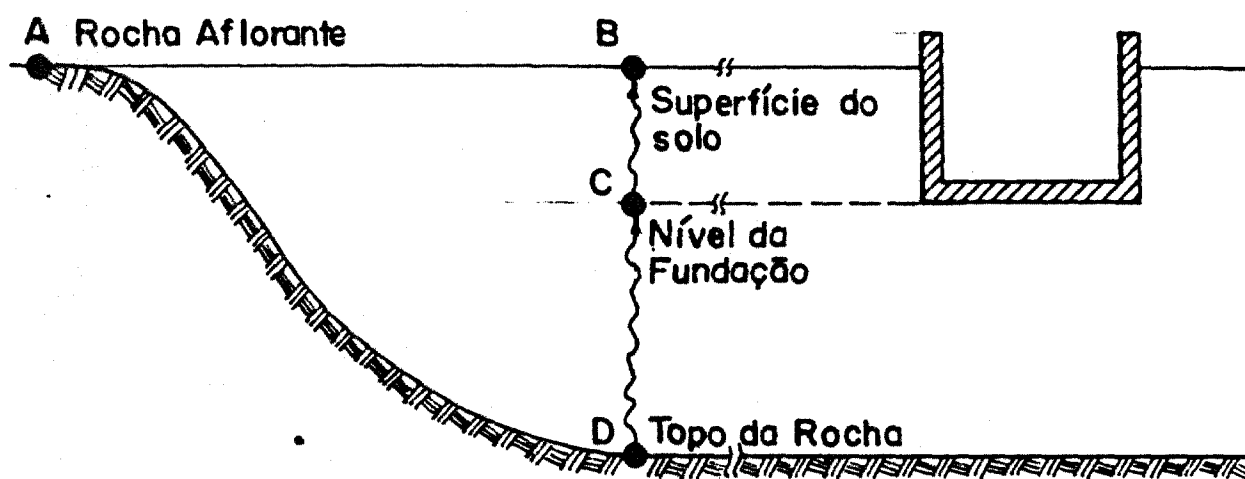 A Rocha Aflorante
B
Superfície do
solo
C
Nível da
Fundação
D Topo da Rocha